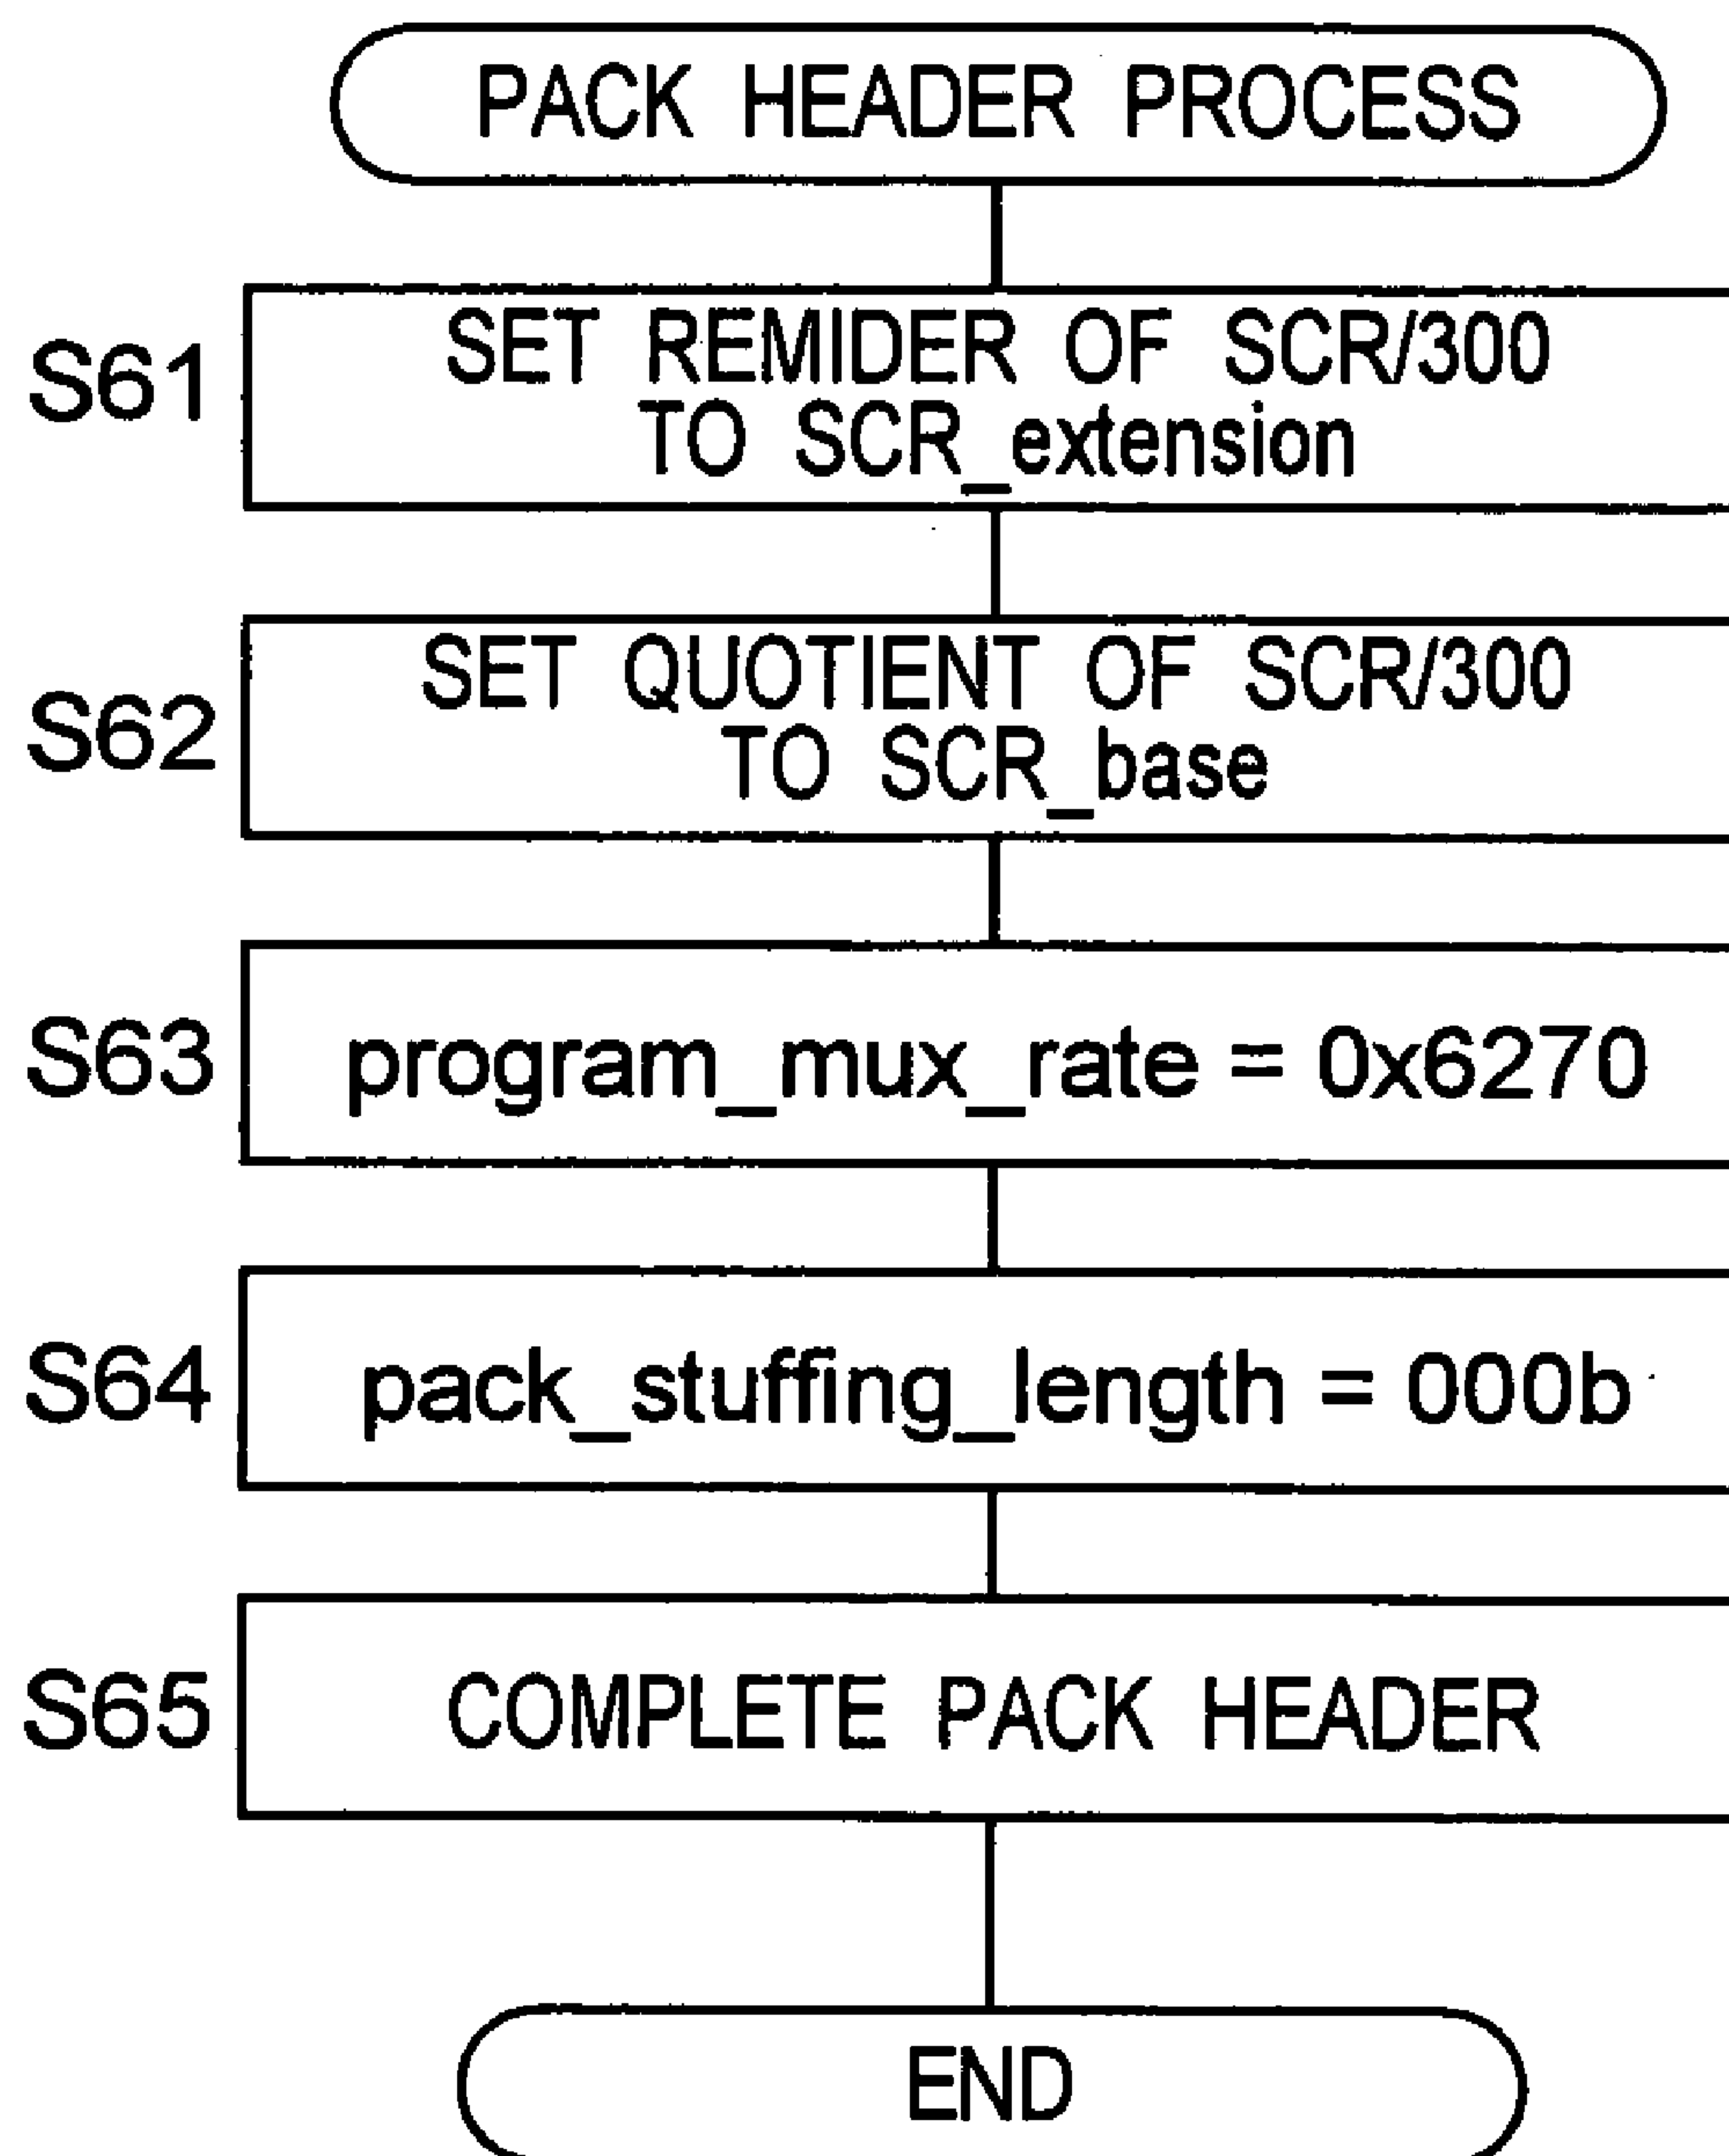 PACK HEADER PROCESS
S61
SET REMIDER OF SCR/300
TO SCR_extension
S62
SET QUOTIENT OF SCR/300
TO SCR_base
S63
program_mux_rate = 0x6270
S64
pack_stuffing_length = 000b
S65
COMPLETE PACK HEADER
END